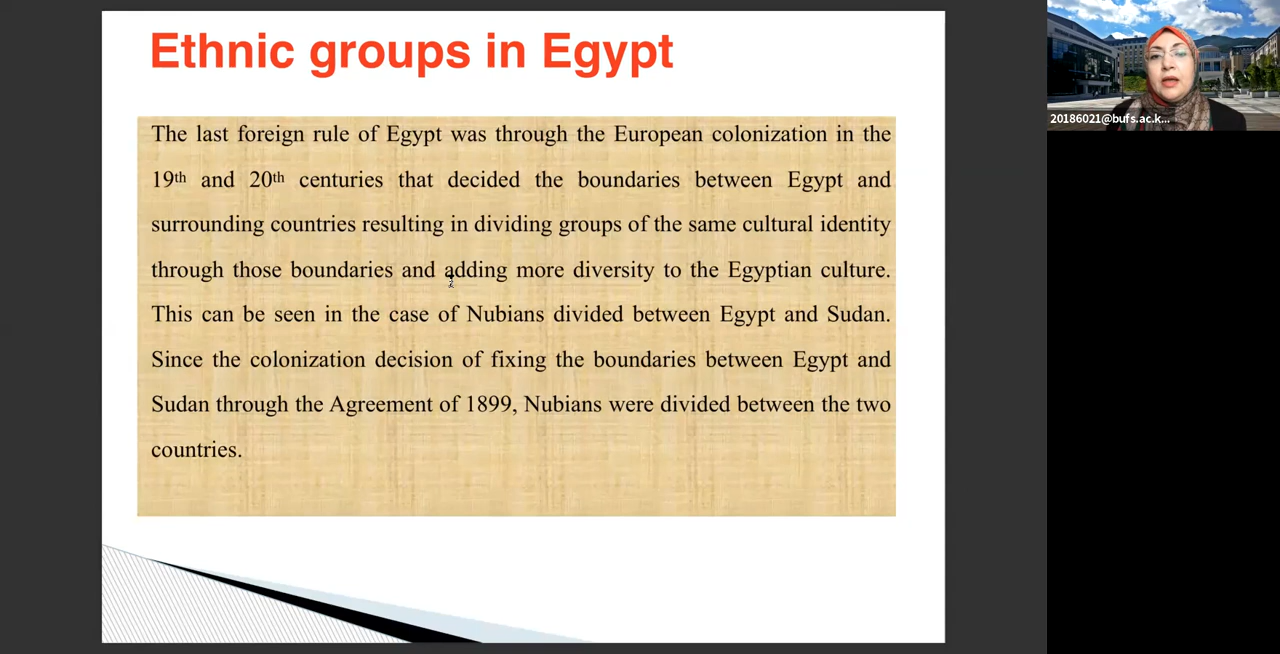 Ethnic groups in Egypt
The last foreign rule of Egypt was through the European colonization in the
19th and 20th centuries that decided the boundaries between Egypt and
surrounding countries resulting in dividing groups of the same cultural identity
through those boundaries and adding more diversity to the Egyptian culture.
This can be seen in the case of Nubians divided between Egypt and Sudan.
Since the colonization decision of fixing the boundaries between Egypt and
Sudan through the Agreement of 1899, Nubians were divided between the two
countries.
20186021@bufs.ac.k...